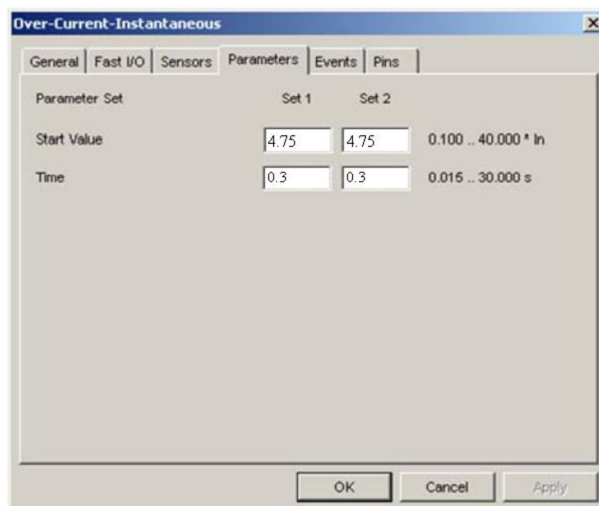 Over-Current-Instantaneous
General Fast I/O Sensors Parameters Events Pins
Parameter Set Set 1 Set 2
Start Value 4.75 4.75 0.100 .. 40.000 * In
Time 0.3 0.3 0.015 .. 30.000 s
OK Cancel Apply